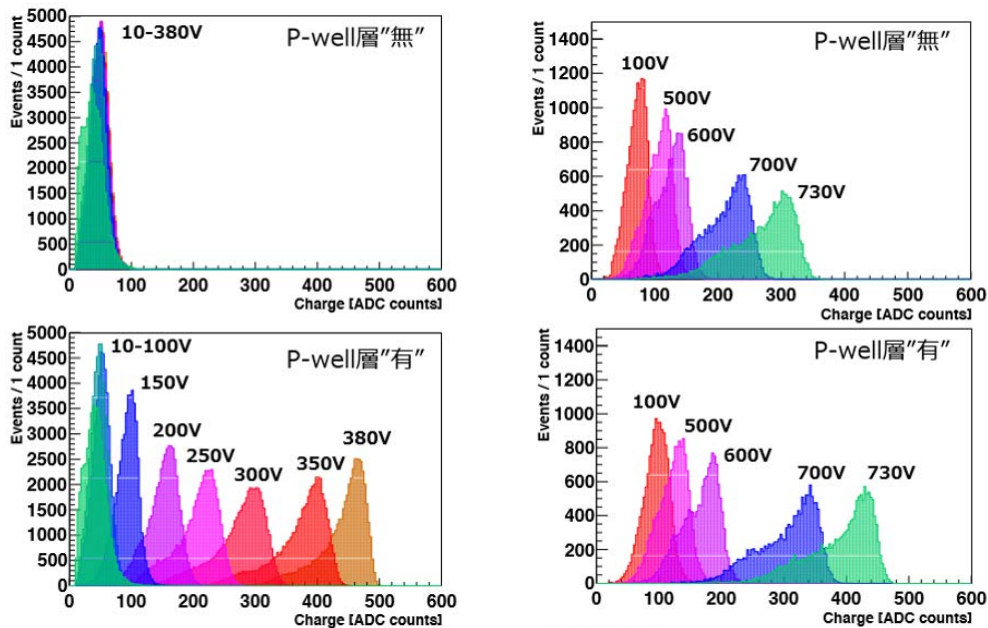 P-well層”無”
10-380V
Events / 1 count
5000
4500
4000
3500
3000
2500
2000
1500
1000
500
0
0 100 200 300 400 500 600
Charge [ADC counts]
P-well層”無”
100V
500V
600V
700V
730V
Events / 1 count
1400
1200
1000
800
600
400
200
0
0 100 200 300 400 500 600
Charge [ADC counts]
P-well層”有”
10-100V
150V
200V
250V
300V
350V
380V
Events / 1 count
5000
4500
4000
3500
3000
2500
2000
1500
1000
500
0
0 100 200 300 400 500 600
Charge [ADC counts]
P-well層”有”
100V
500V
600V
700V
730V
Events / 1 count
1400
1200
1000
800
600
400
200
0
0 100 200 300 400 500 600
Charge [ADC counts]